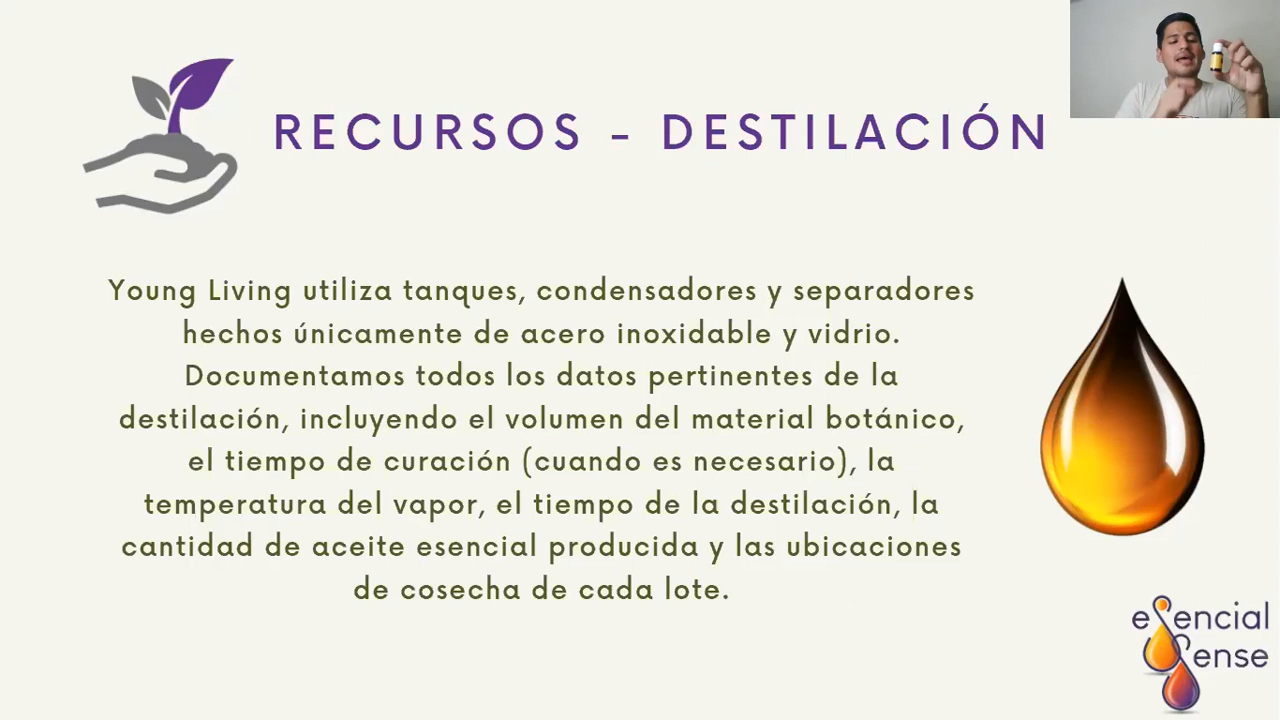 RECURSOS - DESTILACIÓN
Young Living utiliza tanques, condensadores y separadores
hechos únicamente de acero inoxidable y vidrio.
Documentamos todos los datos pertinentes de la
destilación, incluyendo el volumen del material botánico,
el tiempo de curación (cuando es necesario), la
temperatura del vapor, el tiempo de la destilación, la
cantidad de aceite esencial producida y las ubicaciones
de cosecha de cada lote.
eSencial
Sense